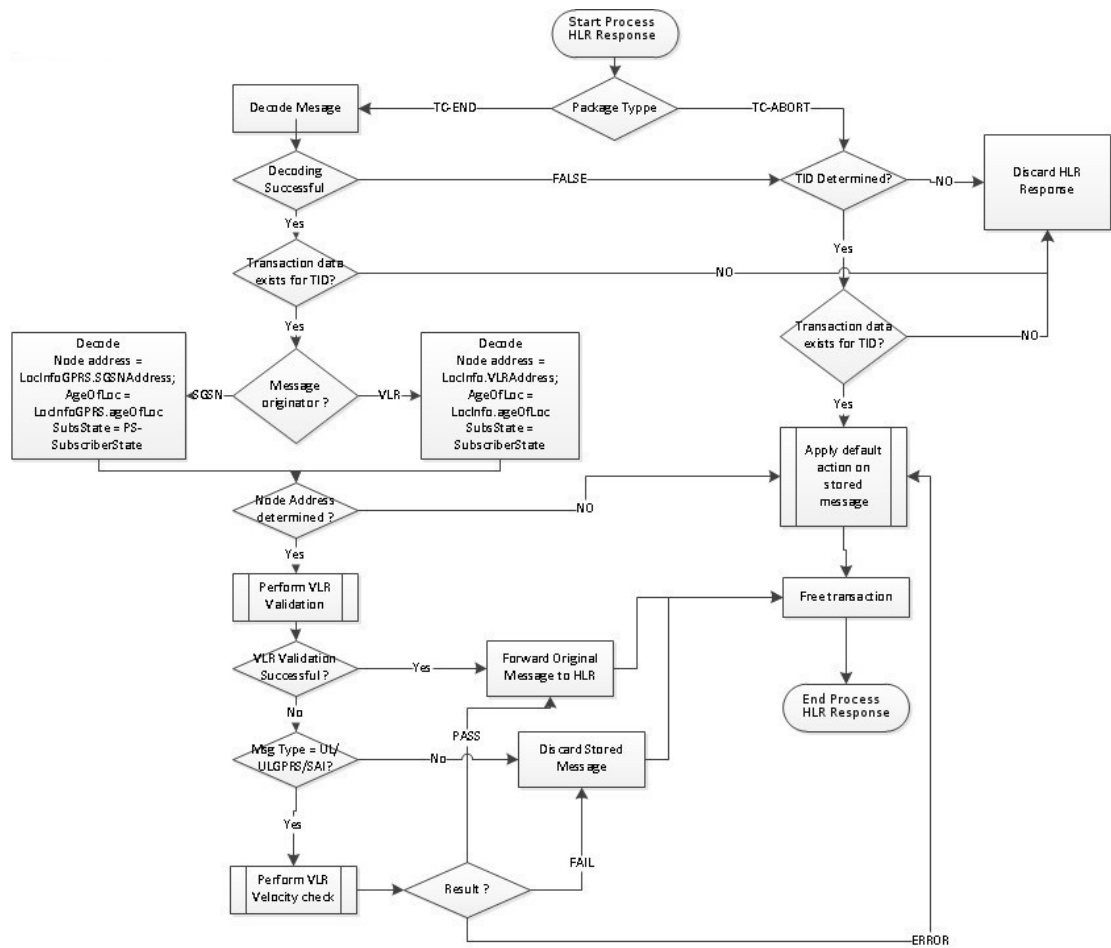 Start Process
HLR Response
Package Typpe
TC-END
TC-ABORT
Decode Mesage
Decoding
Successful
FALSE
TID Determined?
NO
Discard HLR
Response
Yes
Yes
Transaction data
exists for TID?
NO
Transaction data
exists for TID?
NO
Yes
Decode
Node address =
LocInfoGPRS.SGSNAddress;
AgeOfLoc =
LocInfoGPRS.ageOfLoc
SubsState = PS-
SubscriberState
SGSN
Message
originator ?
VLR
Decode
Node address =
LocInfo.VLRAddress;
AgeOfLoc =
LocInfo.ageOfLoc
SubsState =
SubscriberState
Yes
Apply default
action on
stored
message
Node Address
determined ?
NO
Yes
Perform VLR
Validation
Free transaction
VLR Validation
Successful ?
Yes
Forward Original
Message to HLR
End Process
HLR Response
No
PASS
Msg Type = UL/
ULGPRS/SAI?
No
Discard Stored
Message
Yes
FAIL
Perform VLR
Velocity check
Result ?
ERROR